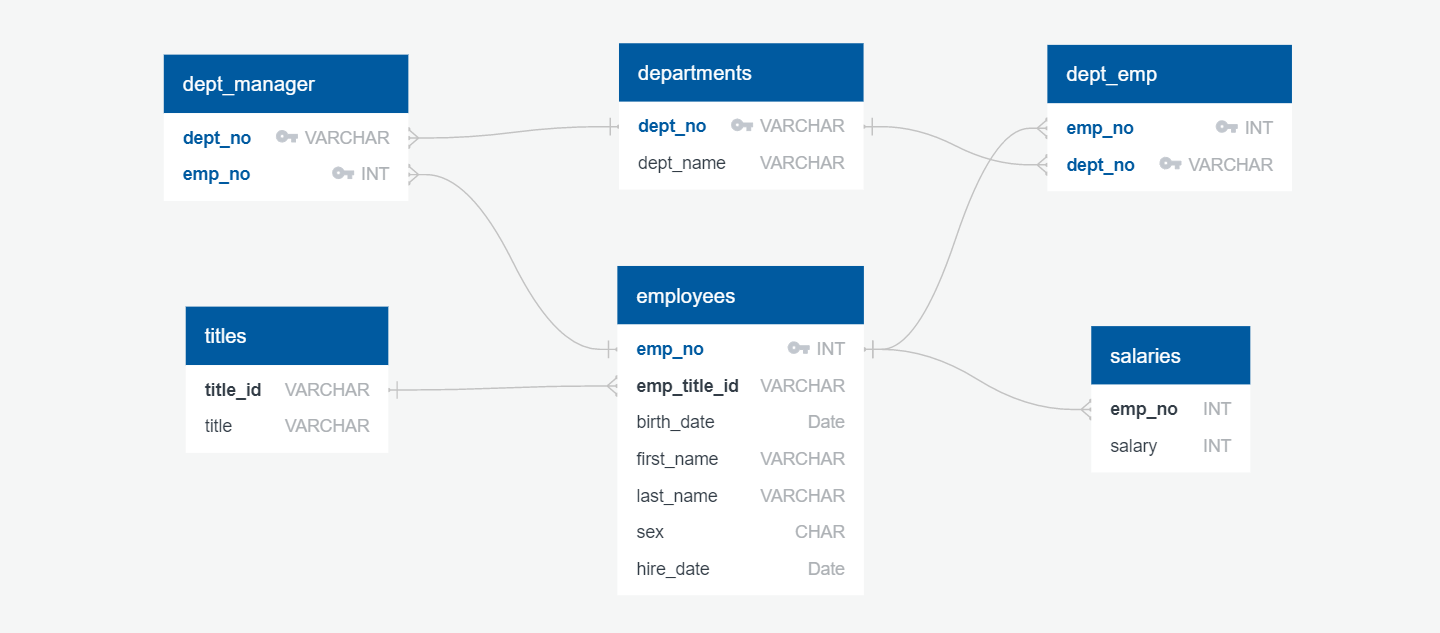 dept_manager
dept_no VARCHAR
emp_no INT
departments
dept_no VARCHAR
dept_name VARCHAR
dept_emp
emp_no INT
dept_no VARCHAR
titles
title_id VARCHAR
title VARCHAR
employees
emp_no INT
emp_title_id VARCHAR
birth_date Date
first_name VARCHAR
last_name VARCHAR
sex CHAR
hire_date Date
salaries
emp_no INT
salary INT